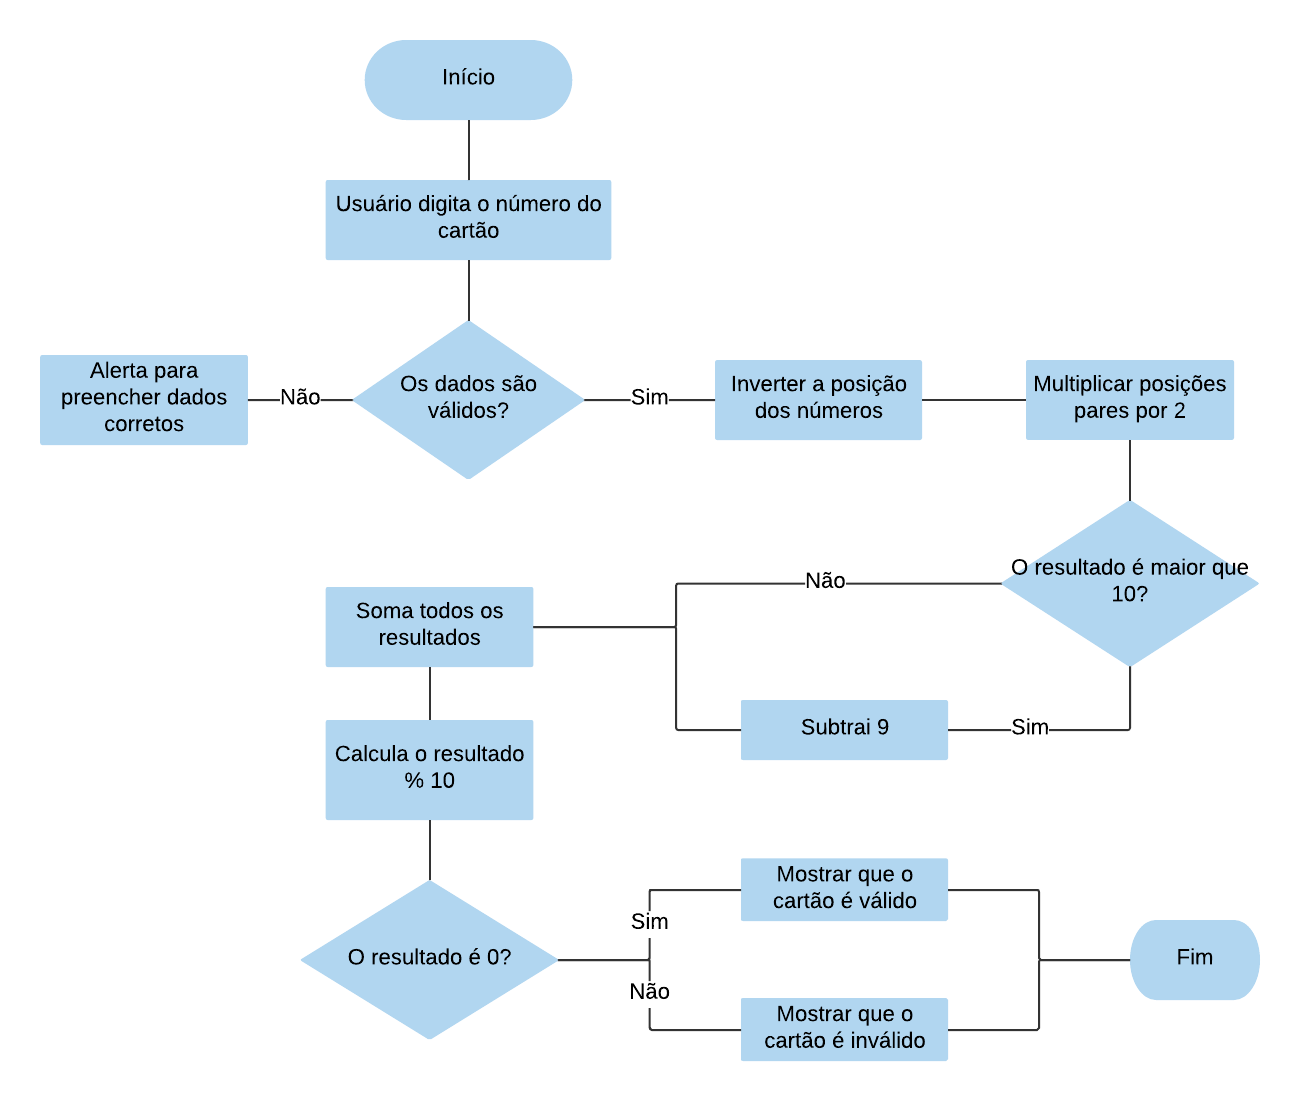 Início
Usuário digita o número do
cartão
Alerta para
preencher dados
corretos
Não
Os dados são
válidos?
Sim
Inverter a posição
dos números
Multiplicar posições
pares por 2
O resultado é maior que
10?
Não
Sim
Subtrai 9
Soma todos os
resultados
Calcula o resultado
% 10
O resultado é 0?
Sim
Não
Mostrar que o
cartão é válido
Mostrar que o
cartão é inválido
Fim